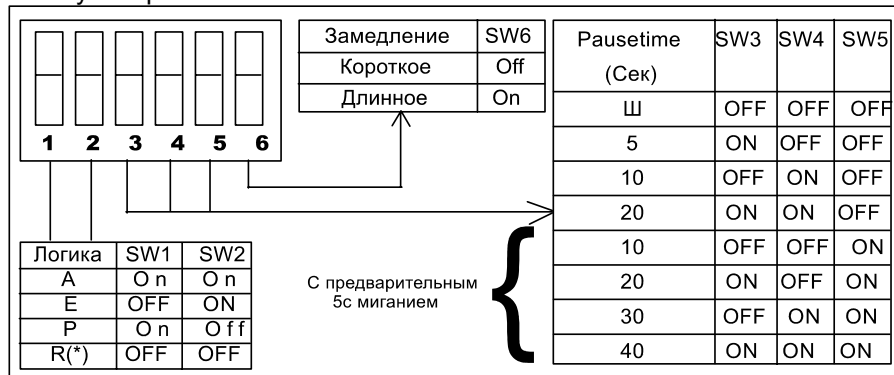 1 2 3 4 5 6
Замедление SW6
Короткое Off
Длинное On
Pausetime (Сек) SW3 SW4 SW5
Ш OFF OFF OFF
5 ON OFF OFF
10 OFF ON OFF
20 ON ON OFF
10 OFF OFF ON
20 ON OFF ON
30 OFF ON ON
40 ON ON ON
Логика SW1 SW2
A On On
E OFF ON
P On Off
R(*) OFF OFF
С предварительным
5с миганием